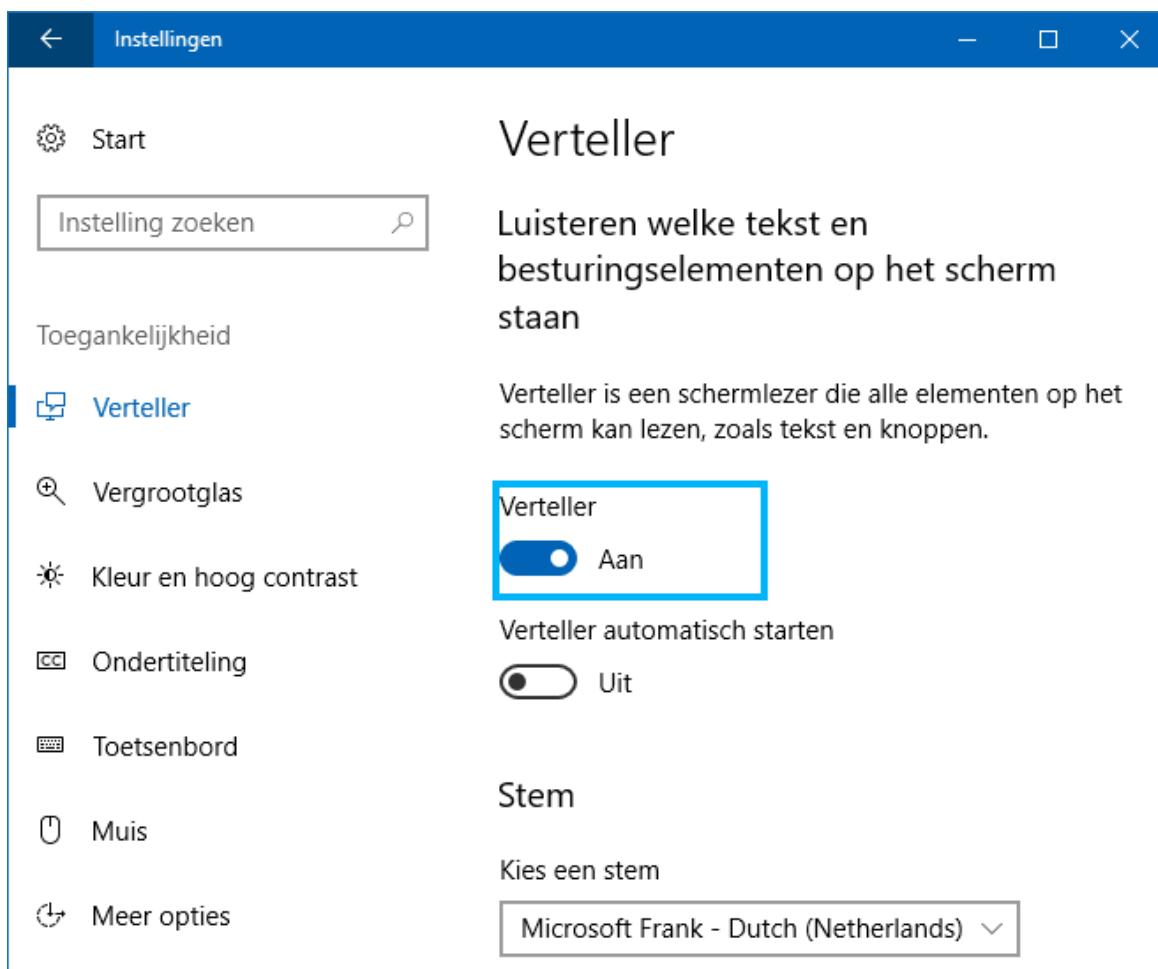 Instellingen
Start
Instelling zoeken
Toegankelijkheid
Verteller
Vergrootglas
Kleur en hoog contrast
CC Ondertiteling
Toetsenbord
Muis
Meer opties
Verteller
Luisteren welke tekst en
besturingselementen op het scherm
staan
Verteller is een schermlezer die alle elementen op het
scherm kan lezen, zoals tekst en knoppen.
Verteller
Aan
Verteller automatisch starten
Uit
Stem
Kies een stem
Microsoft Frank - Dutch (Netherlands)